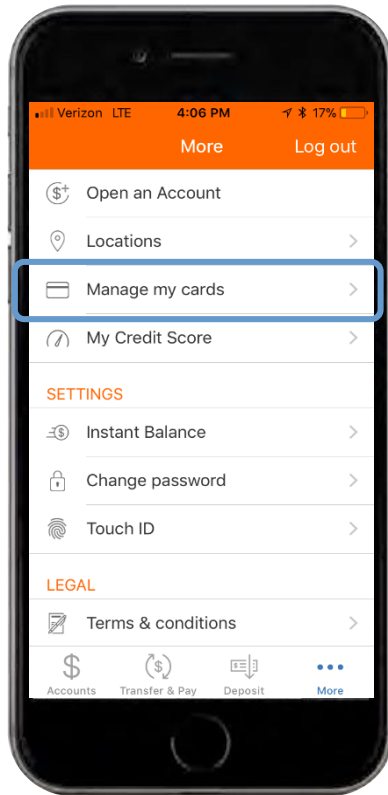 Verizon LTE 4:06 PM 17%
More Log out
Open an Account
Locations
Manage my cards
My Credit Score
SETTINGS
Instant Balance
Change password
Touch ID
LEGAL
Terms & conditions
Accounts Transfer & Pay Deposit More